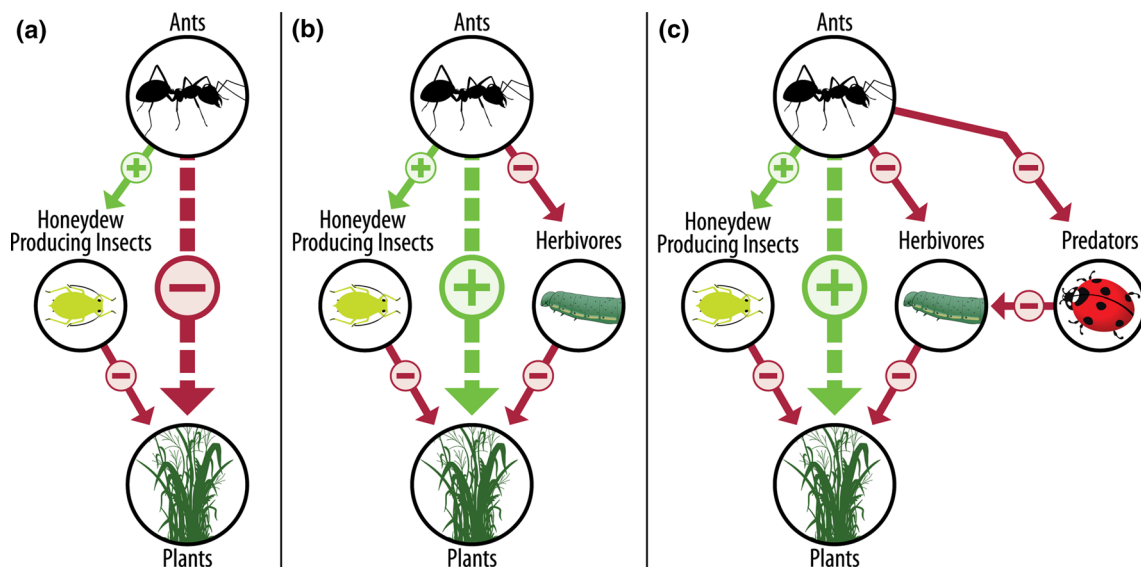 (a)
Ants
+
−
Honeydew
Producing Insects
−
Plants
(b)
Ants
+
−
Honeydew
Producing Insects
+
Herbivores
−
−
Plants
(c)
Ants
+
−
−
Honeydew
Producing Insects
+
Herbivores
Predators
−
−
−
Plants